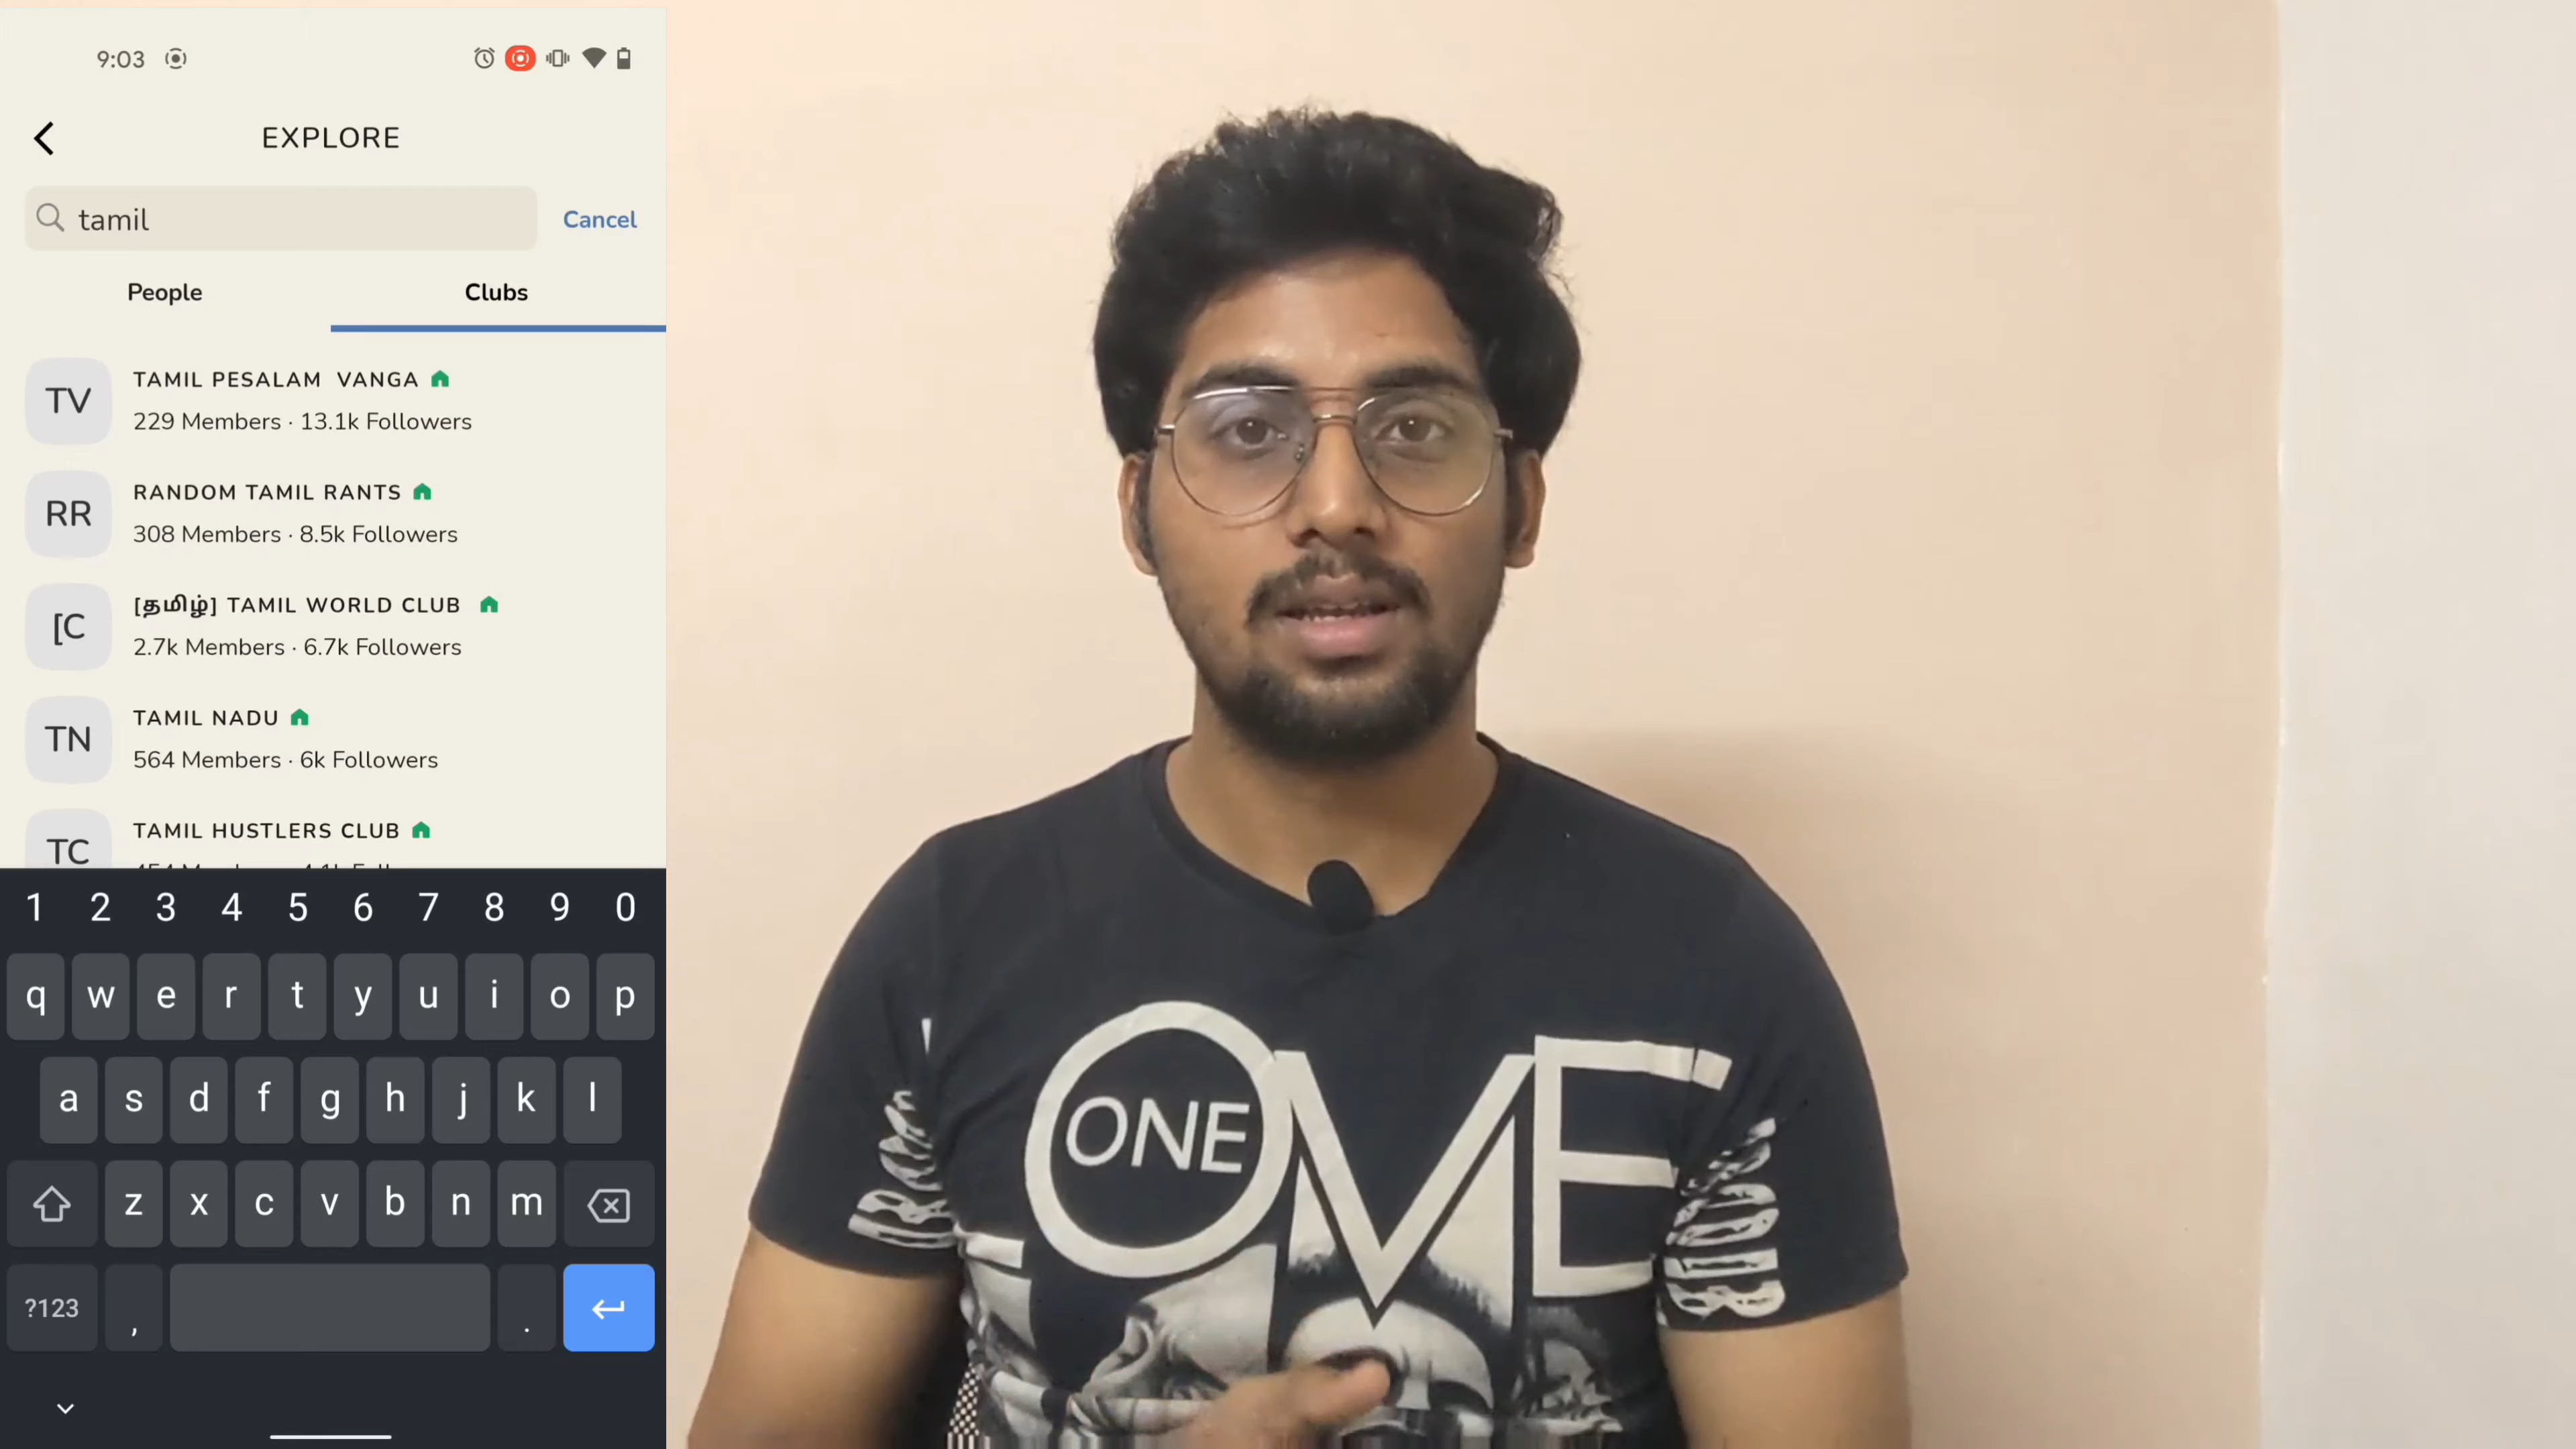 9:03
EXPLORE
tamil
Cancel
People
Clubs
TV
TAMIL PESALAM VANGA
229 Members · 13.1k Followers
RR
RANDOM TAMIL RANTS
308 Members · 8.5k Followers
[C
[தமிழ்] TAMIL WORLD CLUB
2.7k Members · 6.7k Followers
TN
TAMIL NADU
564 Members · 6k Followers
TC
TAMIL HUSTLERS CLUB
1 2 3 4 5 6 7 8 9 0
q w e r t y u i o p
a s d f g h j k l
z x c v b n m
?123 , .
ONE
OME